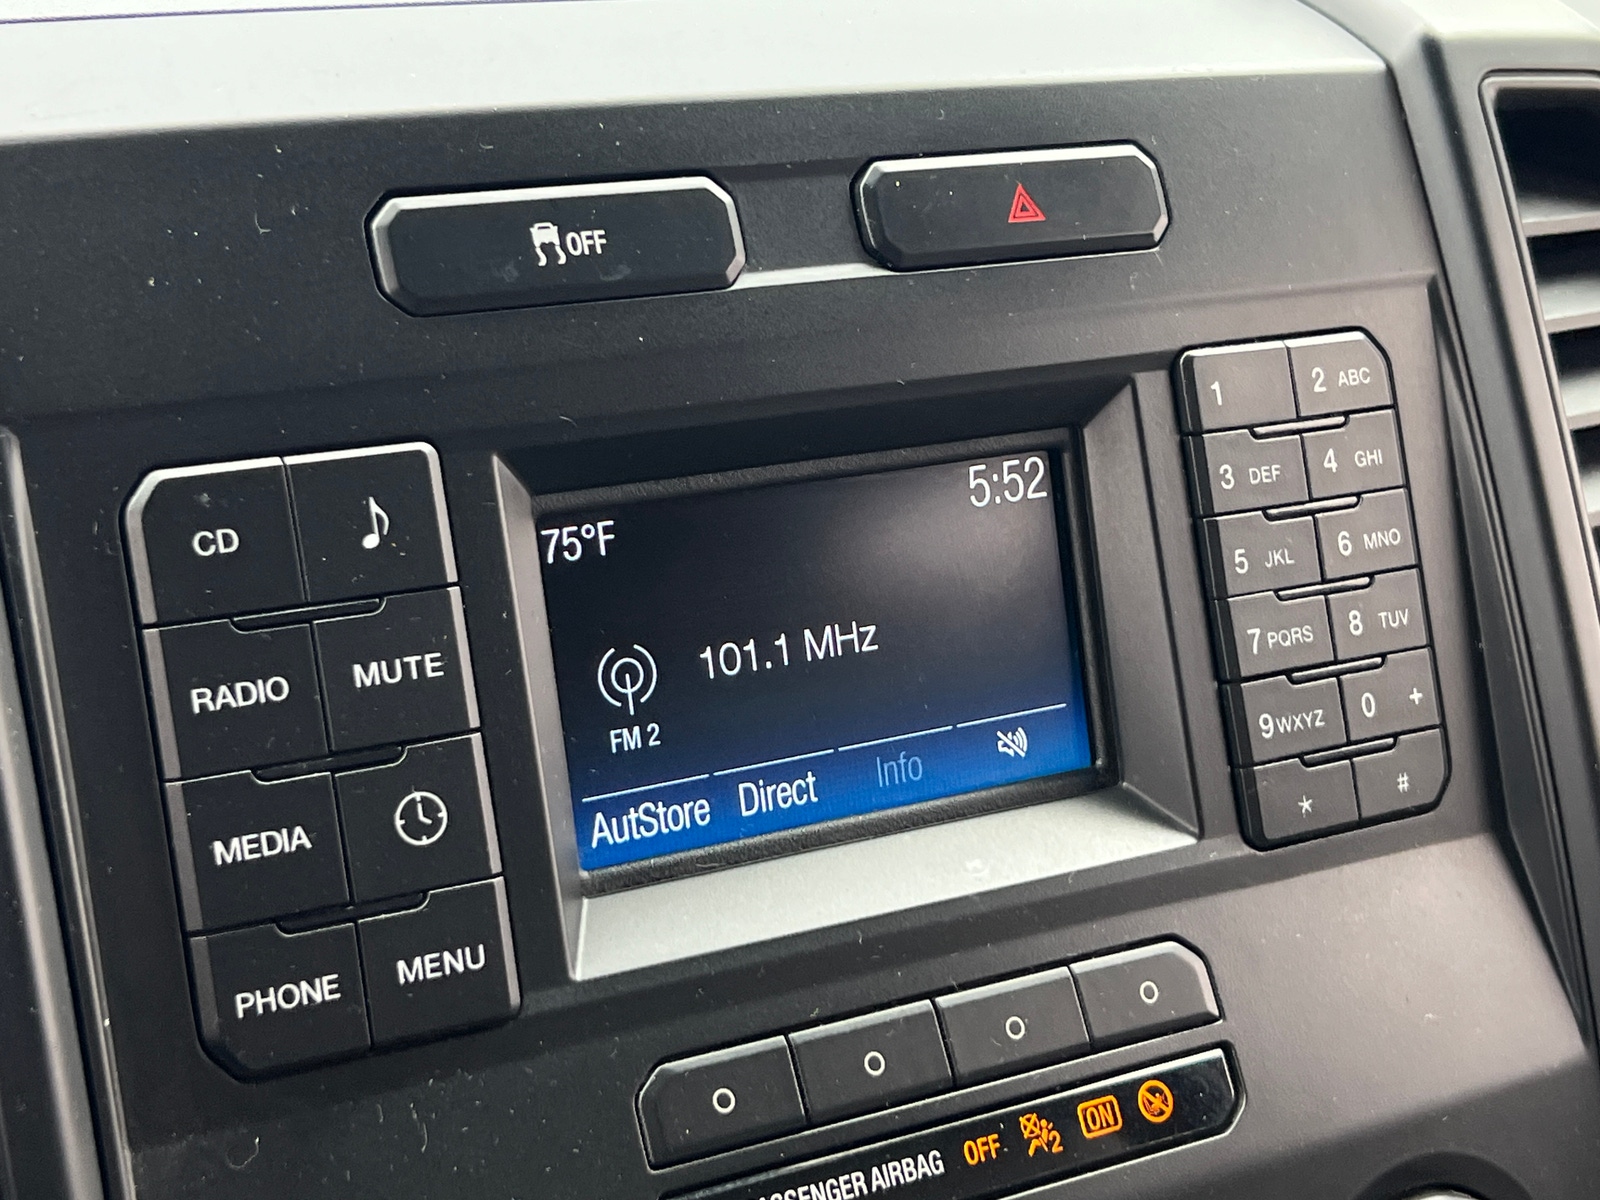 OFF
5:52
75°F
101.1 MHz
FM 2
AutStore Direct Info
CD
RADIO MUTE
MEDIA
PHONE MENU
1 2 ABC
3 DEF 4 GHI
5 JKL 6 MNO
7 PQRS 8 TUV
9 WXYZ 0 +
* #
AIRBAG OFF 2 ON